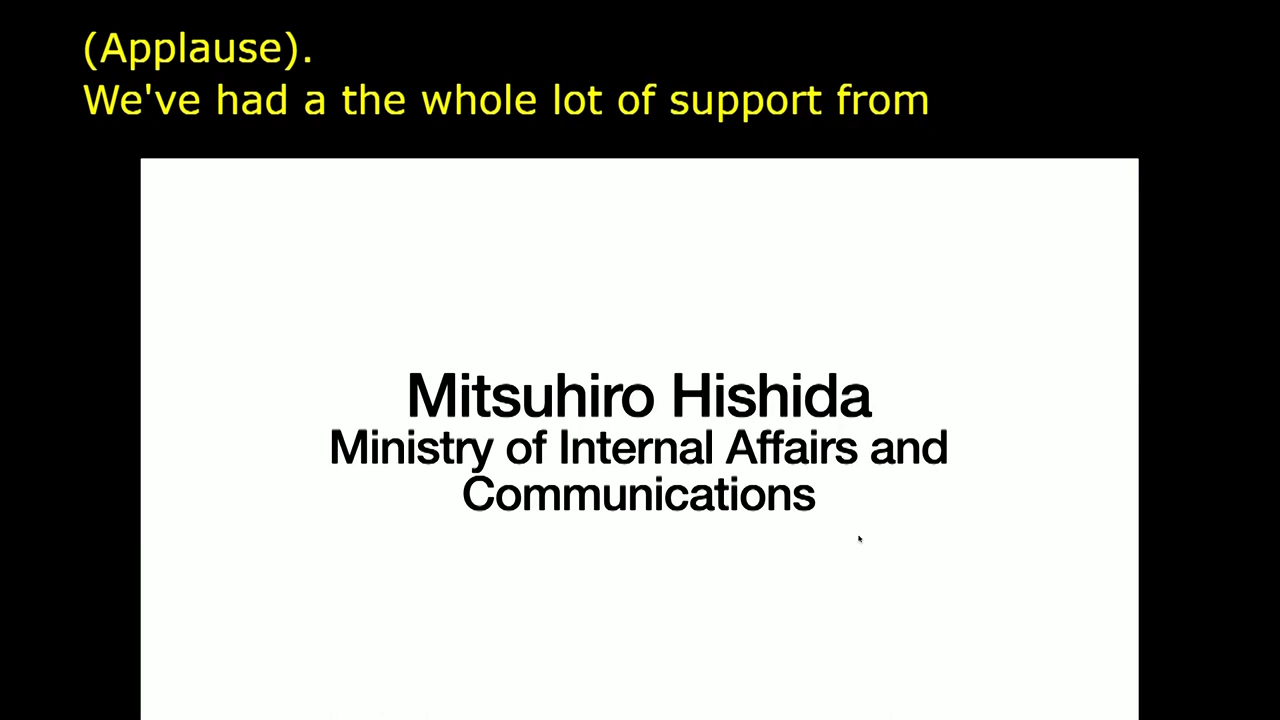 (Applause).
We've had a the whole lot of support from
Mitsuhiro Hishida
Ministry of Internal Affairs and
Communications